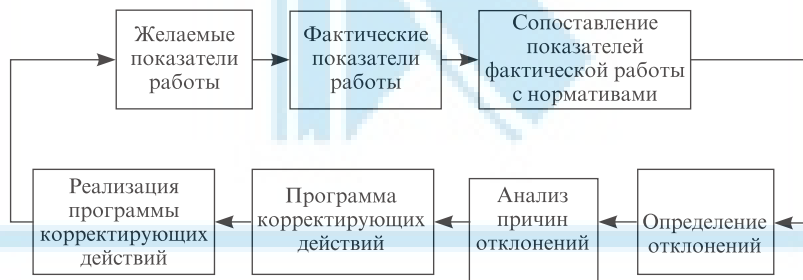 Желаемые
показатели
работы
Фактические
показатели
работы
Сопоставление
показателей
фактической работы
с нормативами
Реализация
программы
корректирующих
действий
Программа
корректирующих
действий
Анализ
причин
отклонений
Определение
отклонений